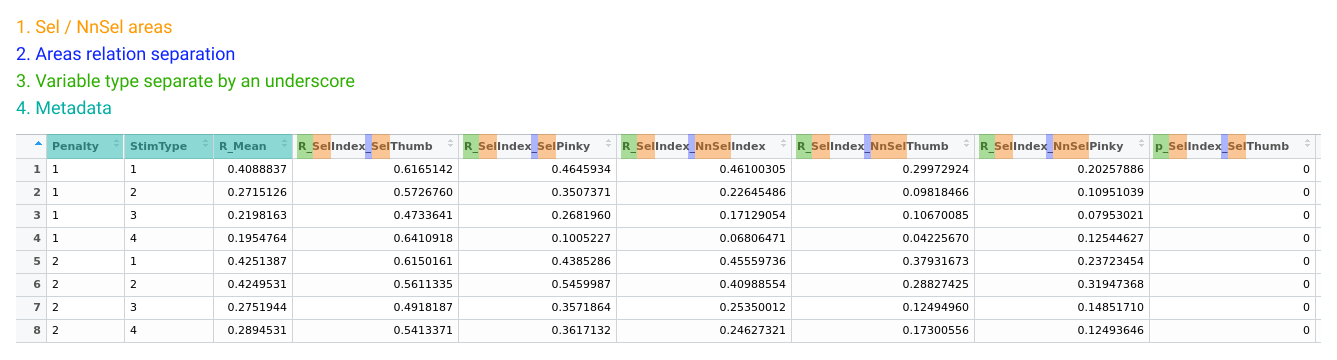 1. Sel / NnSel areas
2. Areas relation separation
3. Variable type separate by an underscore
4. Metadata
Penalty StimType R_Mean R_SelIndex_SelThumb R_SelIndex_SelPinky R_SelIndex_NnSelIndex R_SelIndex_NnSelThumb R_SelIndex_NnSelPinky p_SelIndex_SelThumb
1 1 1 0.4088837 0.6165142 0.4645934 0.46100305 0.29972924 0.20257886 0
2 1 2 0.2715126 0.5726760 0.3507371 0.22645486 0.09818466 0.10951039 0
3 1 3 0.2198163 0.4733641 0.2681960 0.17129054 0.10670085 0.07953021 0
4 1 4 0.1954764 0.6410918 0.1005227 0.06806471 0.04225670 0.12544627 0
5 2 1 0.4251387 0.6150161 0.4385286 0.45559736 0.37931673 0.23723454 0
6 2 2 0.4249531 0.5611335 0.5459987 0.40988554 0.28827425 0.31947368 0
7 2 3 0.2751944 0.4918187 0.3571864 0.25350012 0.12494960 0.14851710 0
8 2 4 0.2894531 0.5413371 0.3617132 0.24627321 0.17300556 0.12493646 0